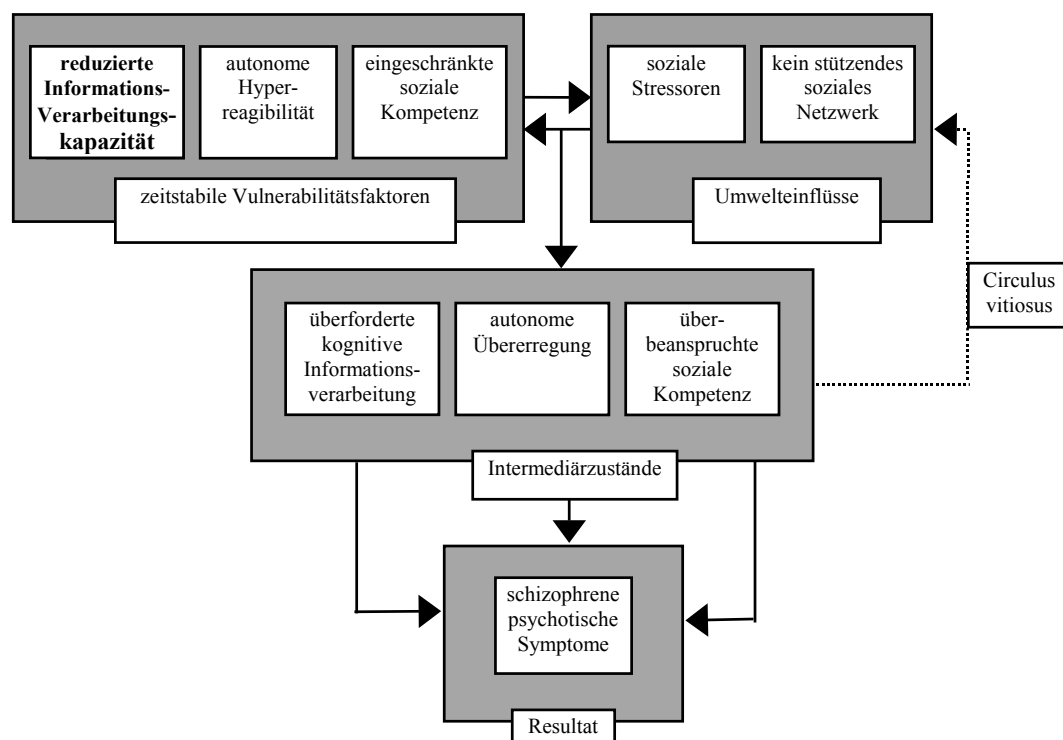 reduzierte
Informations-
Verarbeitungs-
kapazität
autonome
Hyper-
reagibilität
eingeschränkte
soziale
Kompetenz
zeitstabile Vulnerabilitätsfaktoren
soziale
Stressoren
kein stützendes
soziales
Netzwerk
Umwelteinflüsse
Circulus
vitiosus
überforderte
kognitive
Informations-
verarbeitung
autonome
Übererregung
über-
beanspruchte
soziale
Kompetenz
Intermediärzustände
schizophrene
psychotische
Symptome
Resultat